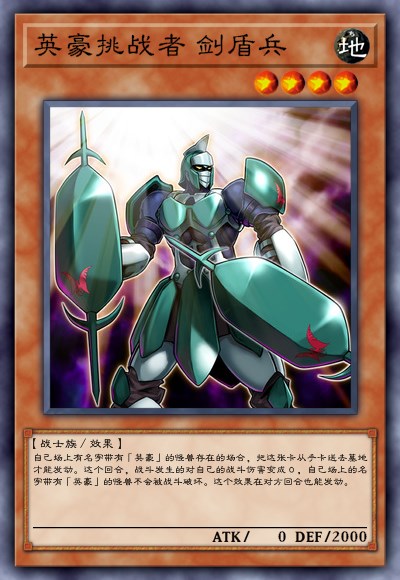 英豪挑战者 剑盾兵
地
【战士族／效果】
自己场上有名字带有「英豪」的怪兽存在的场合，把这张卡从手卡送去墓地
才能发动。这个回合，战斗发生的对自己的战斗伤害变成０，自己场上的名
字带有「英豪」的怪兽不会被战斗破坏。这个效果在对方回合也能发动。
ATK/ 0 DEF/2000